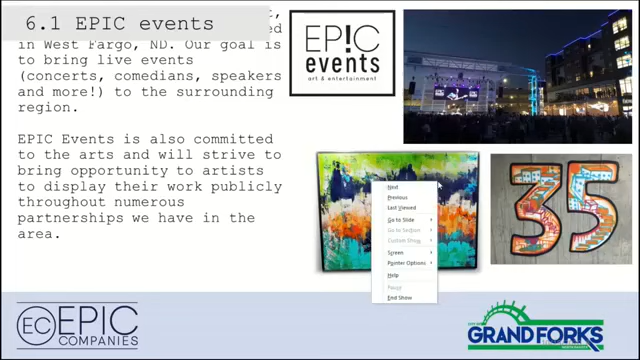 6.1 EPIC events
in West Fargo, ND. Our goal is
to bring live events
(concerts, comedians, speakers
and more!) to the surrounding
region.
EPIC Events is also committed
to the arts and will strive to
bring opportunity to artists
to display their work publicly
throughout numerous
partnerships we have in the
area.
EP!C
events
art & entertainment
35
Next
Previous
Last Viewed
Go to Slide
Go to Section
Custom Show
Screen
Pointer Options
Help
Pause
End Show
EC EPIC
COMPANIES
GRAND FORKS